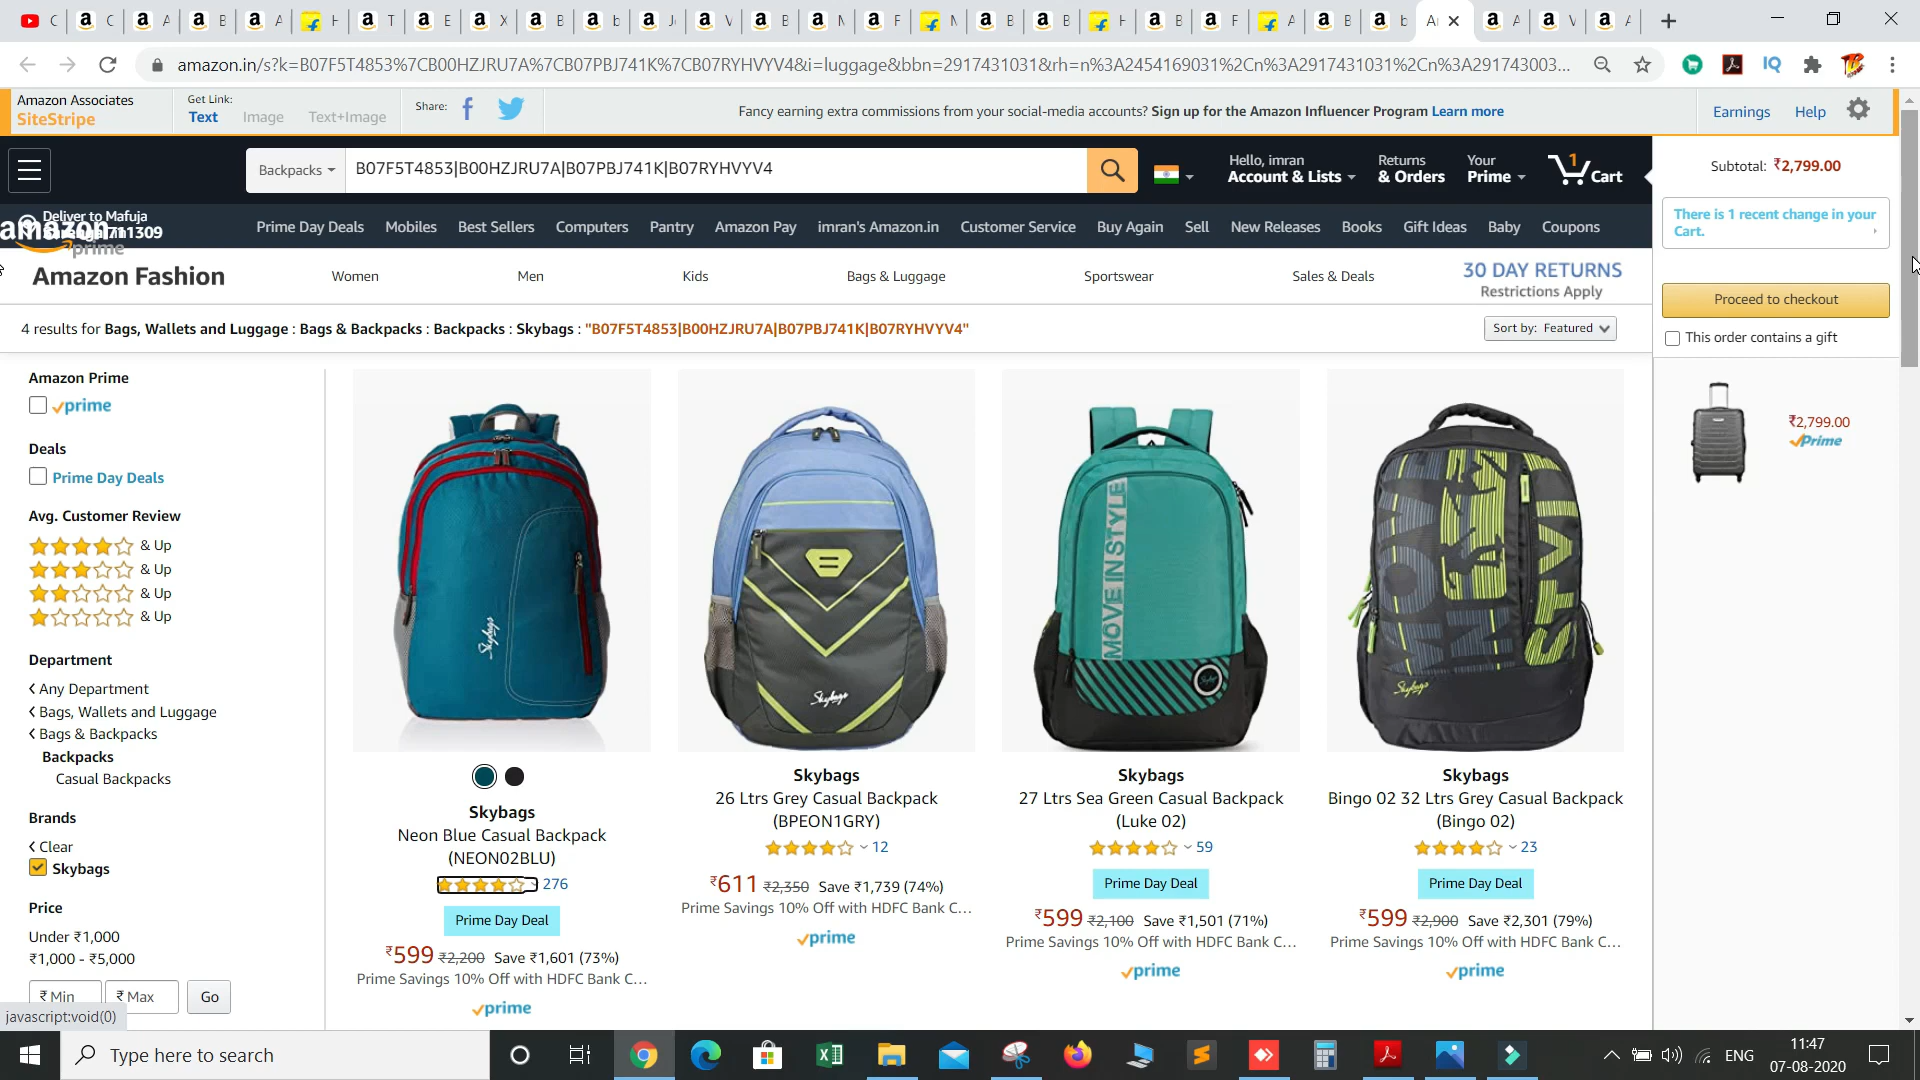 amazon.in/s?k=B07F5T4853%7CB00HZJRU7A%7CB07PBJ741K%7CB07RYHVYV4&i=luggage&bbn=2917431031&rh=n%3A2454169031%2Cn%3A2917431031%2Cn%3A291743003...
Amazon Associates
SiteStripe
Get Link:
Text Image Text+Image
Share:
Fancy earning extra commissions from your social-media accounts? Sign up for the Amazon Influencer Program Learn more
Earnings Help
Backpacks
B07F5T4853|B00HZJRU7A|B07PBJ741K|B07RYHVYV4
Hello, imran
Account & Lists
Returns
& Orders
Your
Prime
1
Cart
Subtotal: ₹2,799.00
There is 1 recent change in your
Cart.
Proceed to checkout
This order contains a gift
₹2,799.00
Prime
Deliver to Mafuja
amazon
prime
Prime Day Deals Mobiles Best Sellers Computers Pantry Amazon Pay imran's Amazon.in Customer Service Buy Again Sell New Releases Books Gift Ideas Baby Coupons
Amazon Fashion
Women Men Kids Bags & Luggage Sportswear Sales & Deals
30 DAY RETURNS
Restrictions Apply
4 results for Bags, Wallets and Luggage : Bags & Backpacks : Backpacks : Skybags : "B07F5T4853|B00HZJRU7A|B07PBJ741K|B07RYHVYV4"
Sort by: Featured
Amazon Prime
prime
Deals
Prime Day Deals
Avg. Customer Review
& Up
& Up
& Up
& Up
Department
Any Department
Bags, Wallets and Luggage
Bags & Backpacks
Backpacks
Casual Backpacks
Brands
Clear
Skybags
Price
Under ₹1,000
₹1,000 - ₹5,000
₹ Min ₹ Max Go
javascript:void(0)
Skybags
Skybags
Neon Blue Casual Backpack
(NEON02BLU)
276
Prime Day Deal
₹599 ₹2,200 Save ₹1,601 (73%)
Prime Savings 10% Off with HDFC Bank C...
prime
Skybags
Skybags
26 Ltrs Grey Casual Backpack
(BPEON1GRY)
12
₹611 ₹2,350 Save ₹1,739 (74%)
Prime Savings 10% Off with HDFC Bank C...
prime
MOVE IN STYLE
Skybags
27 Ltrs Sea Green Casual Backpack
(Luke 02)
59
Prime Day Deal
₹599 ₹2,100 Save ₹1,501 (71%)
Prime Savings 10% Off with HDFC Bank C...
prime
MOVE
IN
STYL
Skybags
Skybags
Bingo 02 32 Ltrs Grey Casual Backpack
(Bingo 02)
23
Prime Day Deal
₹599 ₹2,900 Save ₹2,301 (79%)
Prime Savings 10% Off with HDFC Bank C...
prime
Type here to search
ENG
11:47
07-08-2020